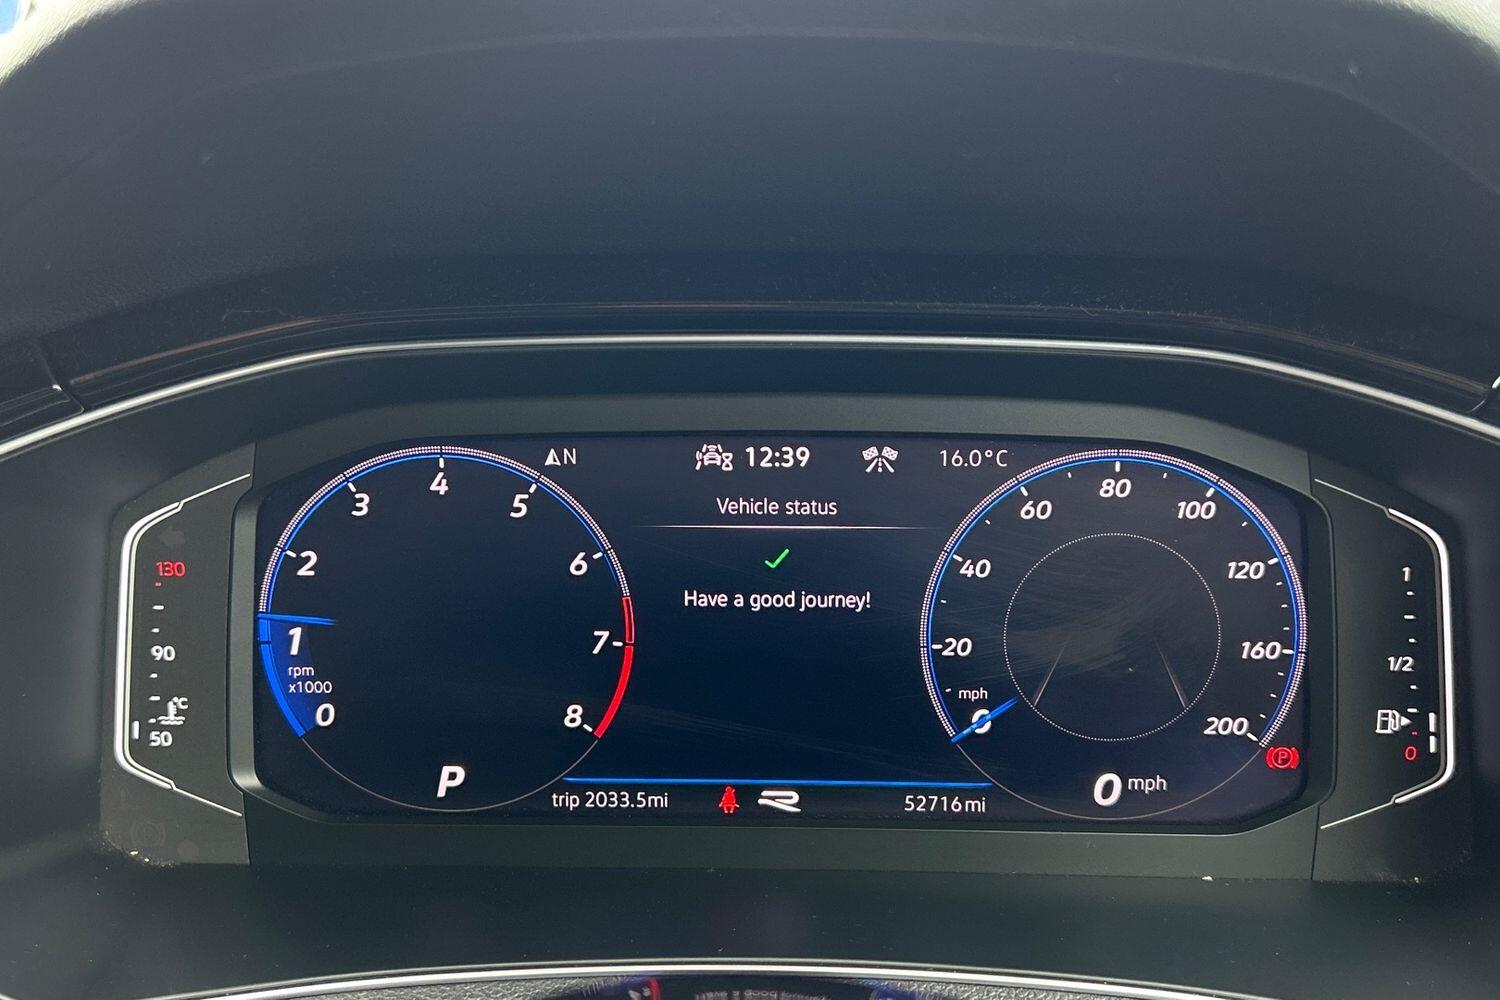 N
12:39
16.0°C
Vehicle status
Have a good journey!
130
90
°C
50
0
1
2
3
4
5
6
7
8
rpm
x1000
P
0
20
40
60
80
100
120
160
200
mph
0 mph
P
1
1/2
0
trip 2033.5mi
52716mi